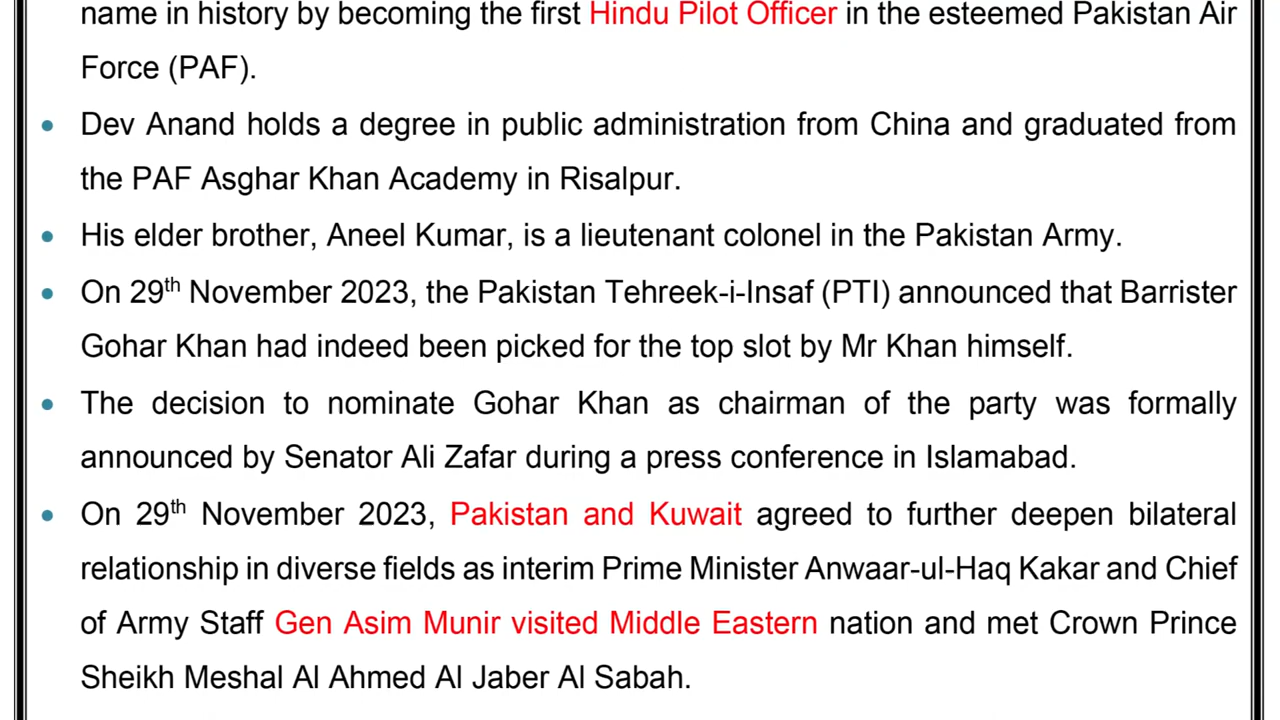 name in history by becoming the first Hindu Pilot Officer in the esteemed Pakistan Air
Force (PAF).
• Dev Anand holds a degree in public administration from China and graduated from
the PAF Asghar Khan Academy in Risalpur.
• His elder brother, Aneel Kumar, is a lieutenant colonel in the Pakistan Army.
• On 29th November 2023, the Pakistan Tehreek-i-Insaf (PTI) announced that Barrister
Gohar Khan had indeed been picked for the top slot by Mr Khan himself.
• The decision to nominate Gohar Khan as chairman of the party was formally
announced by Senator Ali Zafar during a press conference in Islamabad.
• On 29th November 2023, Pakistan and Kuwait agreed to further deepen bilateral
relationship in diverse fields as interim Prime Minister Anwaar-ul-Haq Kakar and Chief
of Army Staff Gen Asim Munir visited Middle Eastern nation and met Crown Prince
Sheikh Meshal Al Ahmed Al Jaber Al Sabah.